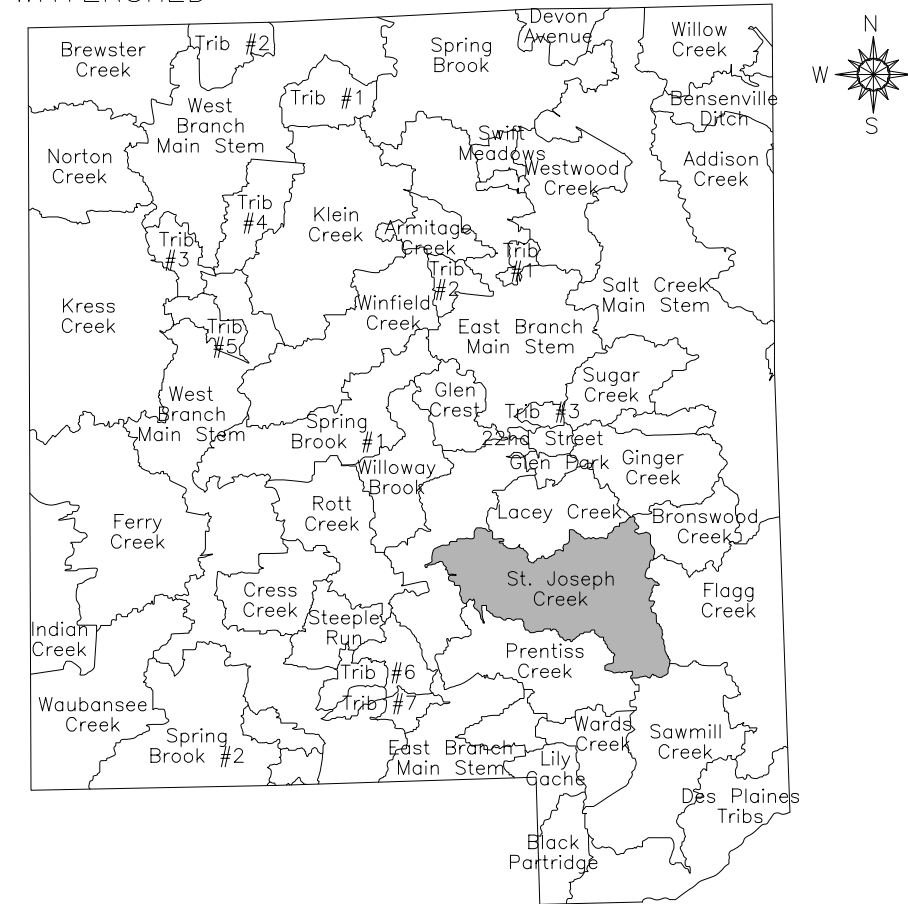 Devon
Avenue
Willow
Creek
N
Brewster
Creek
Trib #2
Spring
Brook
W
S
Trib #1
West
Branch
Main Stem
Bensenville
Ditch
Swift
Meadows
Norton
Creek
Westwood
Creek
Addison
Creek
Trib
#4
Klein
Creek
Armitage
Creek
Trib
#3
Trib
#1
Trib
#2
Salt Creek
Main Stem
Kress
Creek
Winfield
Creek
East Branch
Main Stem
Trib
#5
Sugar
Creek
West
Branch
Main Stem
Glen
Crest
Trib #3
Spring
Brook #1
22nd Street
Glen Park
Ginger
Creek
Willoway
Brook
Rott
Creek
Lacey Creek
Bronswood
Creek
Ferry
Creek
St. Joseph
Creek
Cress
Creek
Flagg
Creek
Steeple
Run
Indian
Creek
Prentiss
Creek
Trib #6
Trib #7
Waubansee
Creek
Spring
Brook #2
East Branch
Main Stem
Wards
Creek
Sawmill
Creek
Lily
Cache
Des Plaines
Tribs
Black
Partridge